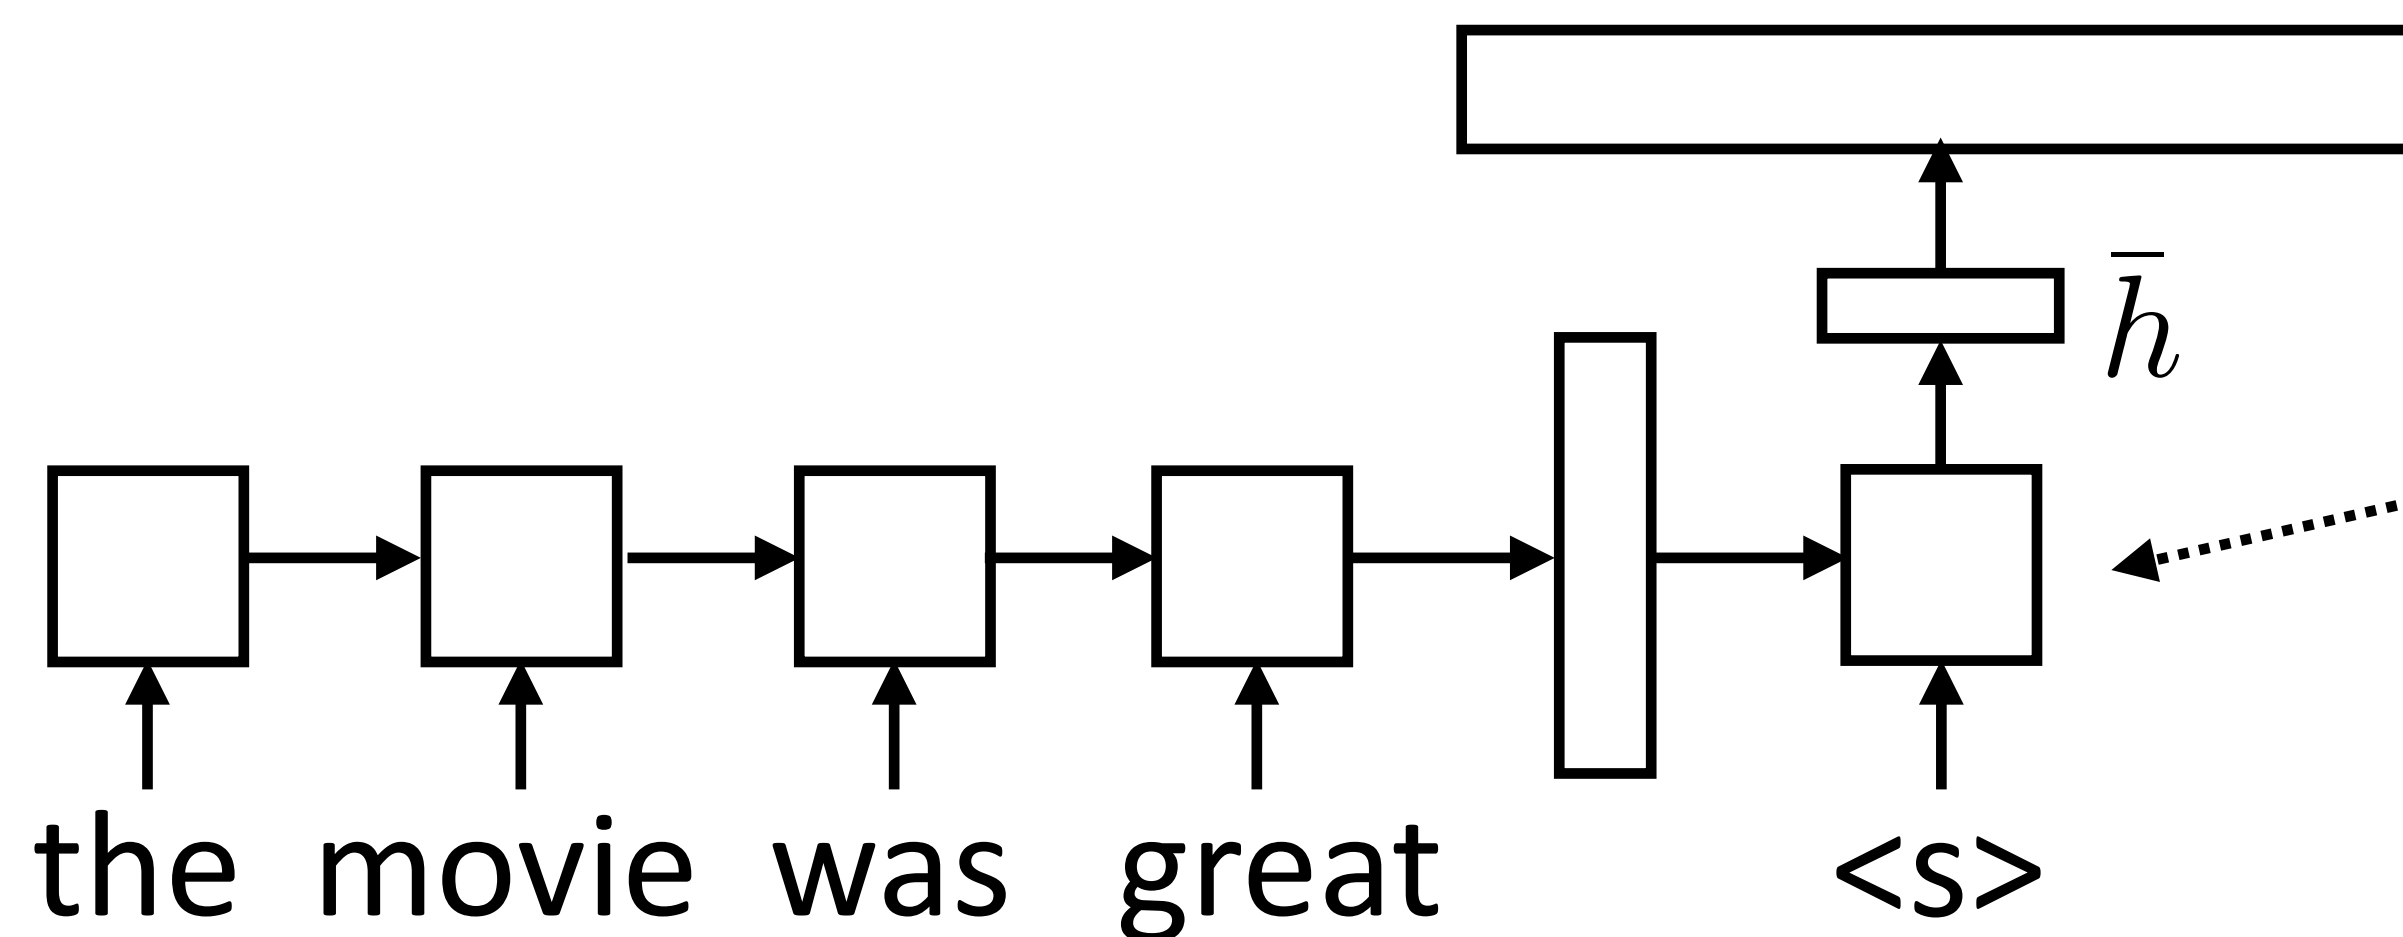 h̄
the movie was great <s>